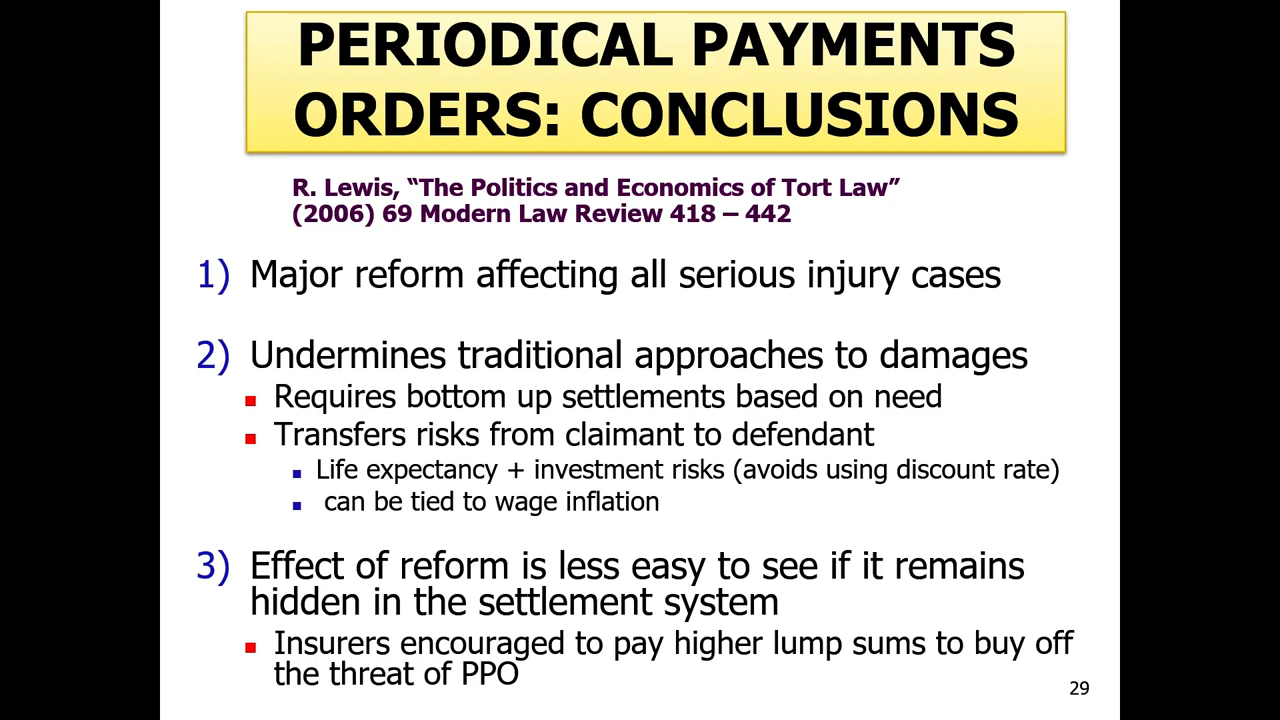 PERIODICAL PAYMENTS
ORDERS: CONCLUSIONS
R. Lewis, “The Politics and Economics of Tort Law”
(2006) 69 Modern Law Review 418 – 442
1) Major reform affecting all serious injury cases
2) Undermines traditional approaches to damages
Requires bottom up settlements based on need
Transfers risks from claimant to defendant
Life expectancy + investment risks (avoids using discount rate)
can be tied to wage inflation
3) Effect of reform is less easy to see if it remains
hidden in the settlement system
Insurers encouraged to pay higher lump sums to buy off
the threat of PPO
29